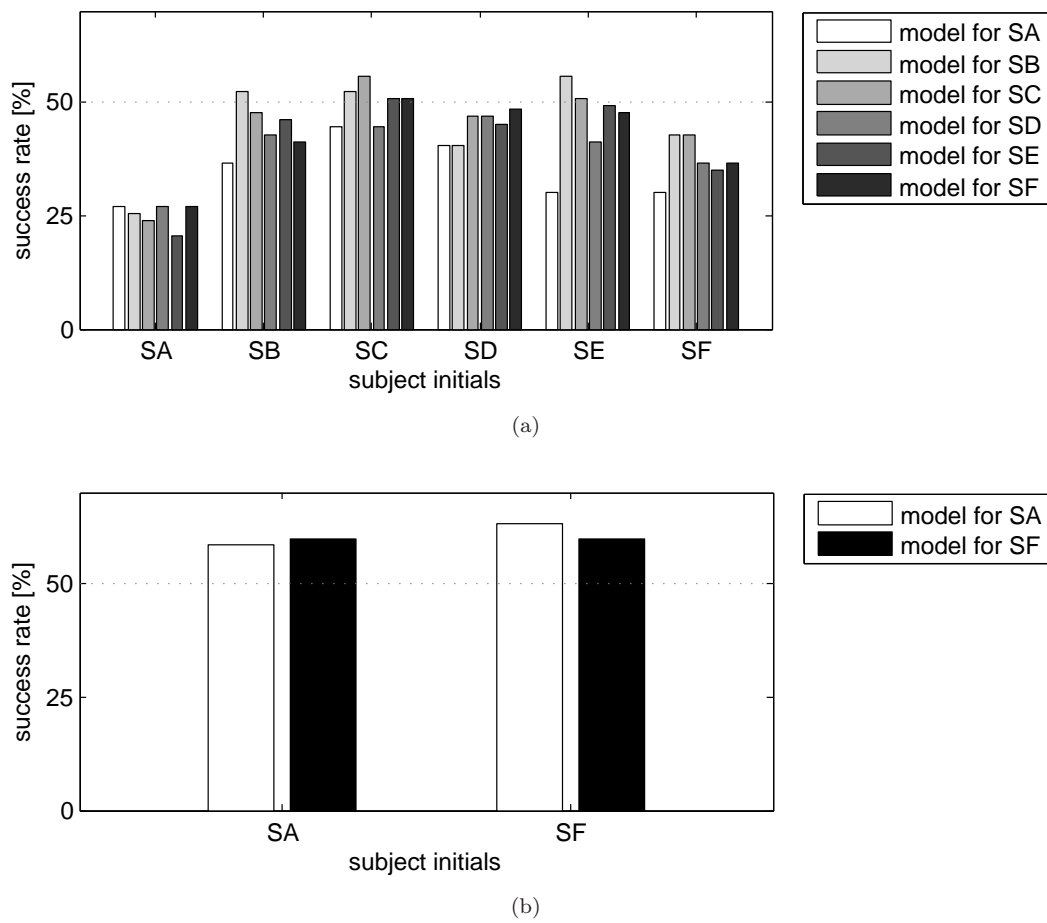 model for SA
model for SB
model for SC
model for SD
model for SE
model for SF
success rate [%]
50
25
0
SA SB SC SD SE SF
subject initials
(a)
model for SA
model for SF
success rate [%]
50
25
0
SA SF
subject initials
(b)